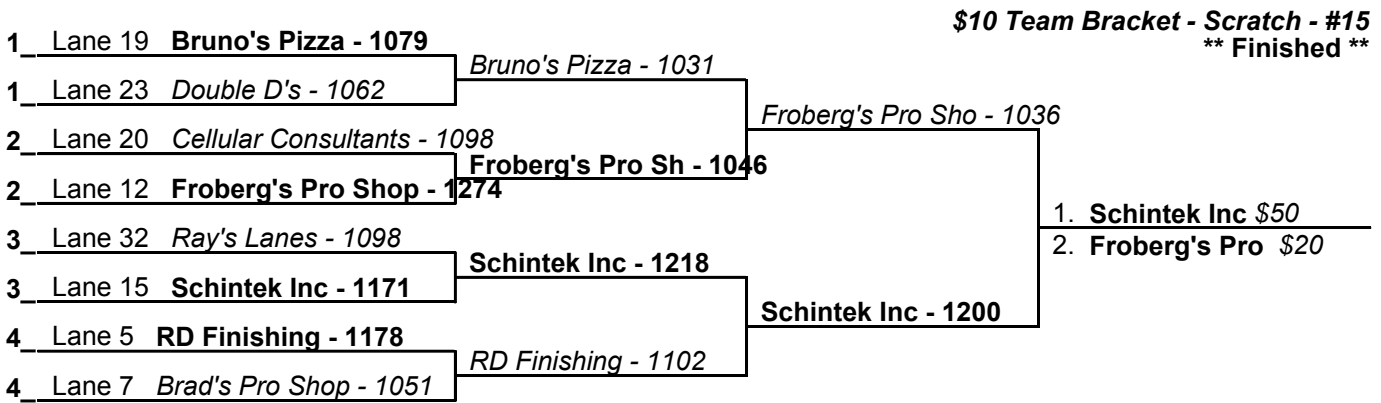 $10 Team Bracket - Scratch - #15
** Finished **
1_ Lane 19 Bruno's Pizza - 1079
1_ Lane 23 Double D's - 1062
2_ Lane 20 Cellular Consultants - 1098
2_ Lane 12 Froberg's Pro Shop - 1274
3_ Lane 32 Ray's Lanes - 1098
3_ Lane 15 Schintek Inc - 1171
4_ Lane 5 RD Finishing - 1178
4_ Lane 7 Brad's Pro Shop - 1051
Bruno's Pizza - 1031
Froberg's Pro Sh - 1046
Schintek Inc - 1218
RD Finishing - 1102
Froberg's Pro Sho - 1036
Schintek Inc - 1200
1. Schintek Inc $50
2. Froberg's Pro $20